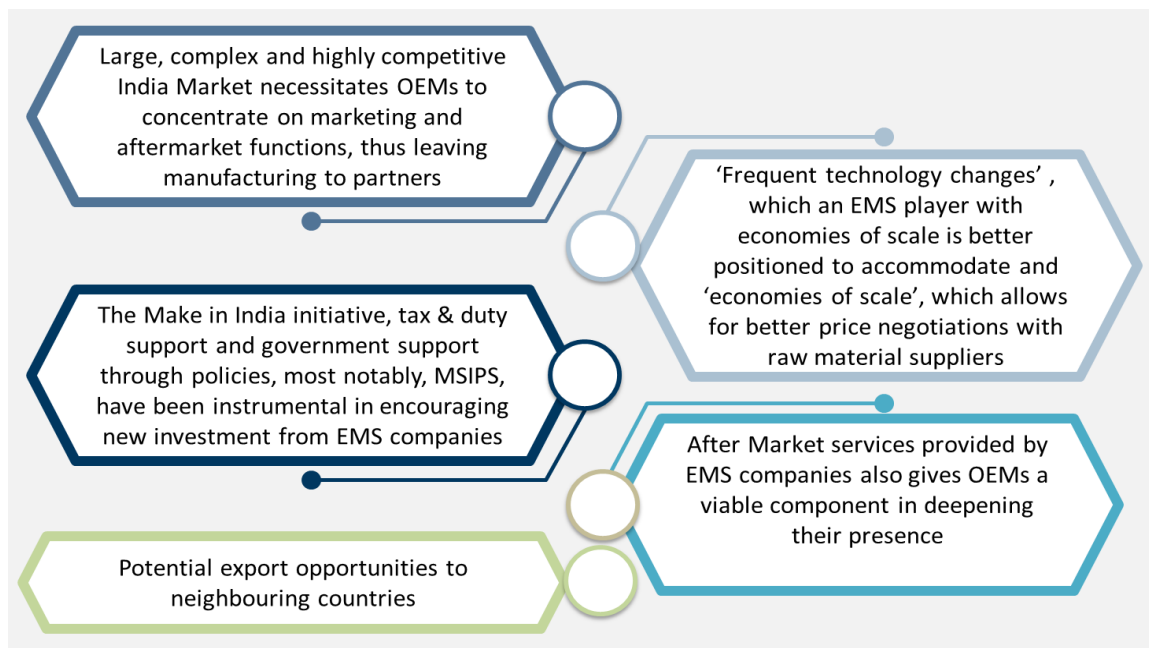 Large, complex and highly competitive
India Market necessitates OEMs to
concentrate on marketing and
aftermarket functions, thus leaving
manufacturing to partners
‘Frequent technology changes’ ,
which an EMS player with
economies of scale is better
positioned to accommodate and
‘economies of scale’, which allows
for better price negotiations with
raw material suppliers
The Make in India initiative, tax & duty
support and government support
through policies, most notably, MSIPS,
have been instrumental in encouraging
new investment from EMS companies
After Market services provided by
EMS companies also gives OEMs a
viable component in deepening
their presence
Potential export opportunities to
neighbouring countries